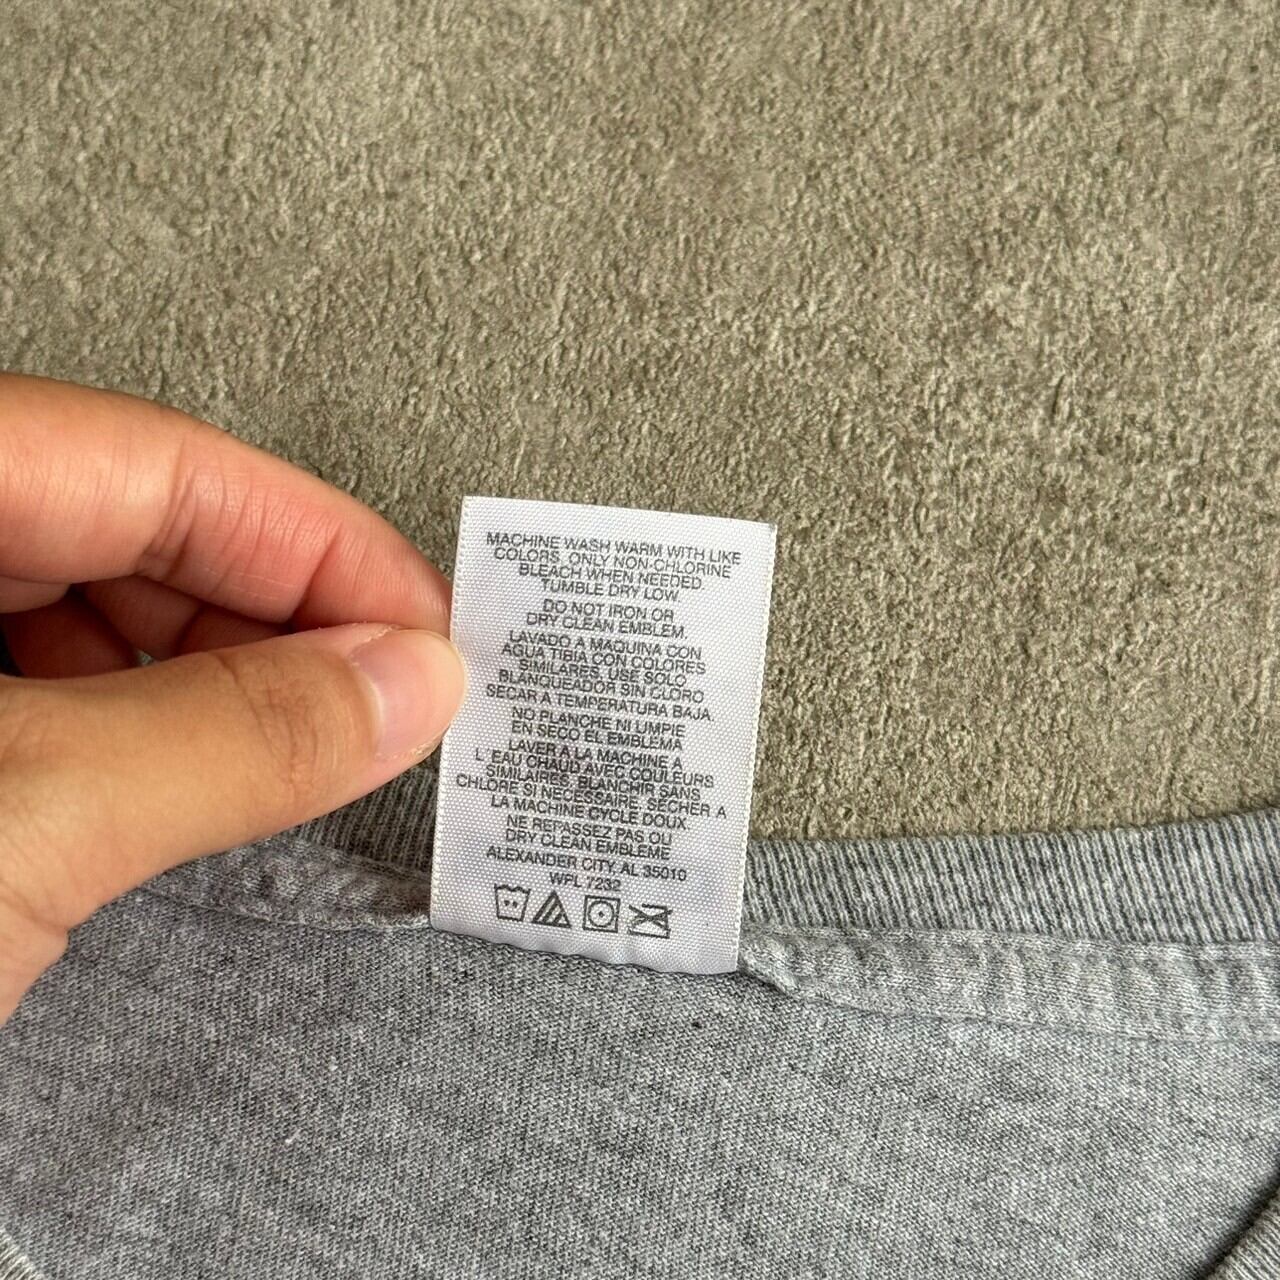 MACHINE WASH WARM WITH LIKE
COLORS, ONLY NON-CHLORINE
BLEACH WHEN NEEDED.
TUMBLE DRY LOW.
DO NOT IRON OR
DRY CLEAN EMBLEM.
LAVADO A MAQUINA CON
AGUA TIBIA CON COLORES
SIMILARES, USE SOLO
BLANQUEADOR SIN CLORO.
SECAR A TEMPERATURA BAJA.
NO PLANCHE NI LIMPIE
EN SECO EL EMBLEMA
LAVER A LA MACHINE A
L'EAU CHAUD AVEC COULEURS
SIMILAIRES. BLANCHIR SANS
CHLORE SI NECESSAIRE. SECHER A
LA MACHINE CYCLE DOUX.
NE REPASSEZ PAS OU
DRY CLEAN EMBLEME
ALEXANDER CITY, AL 35010
WPL 7232